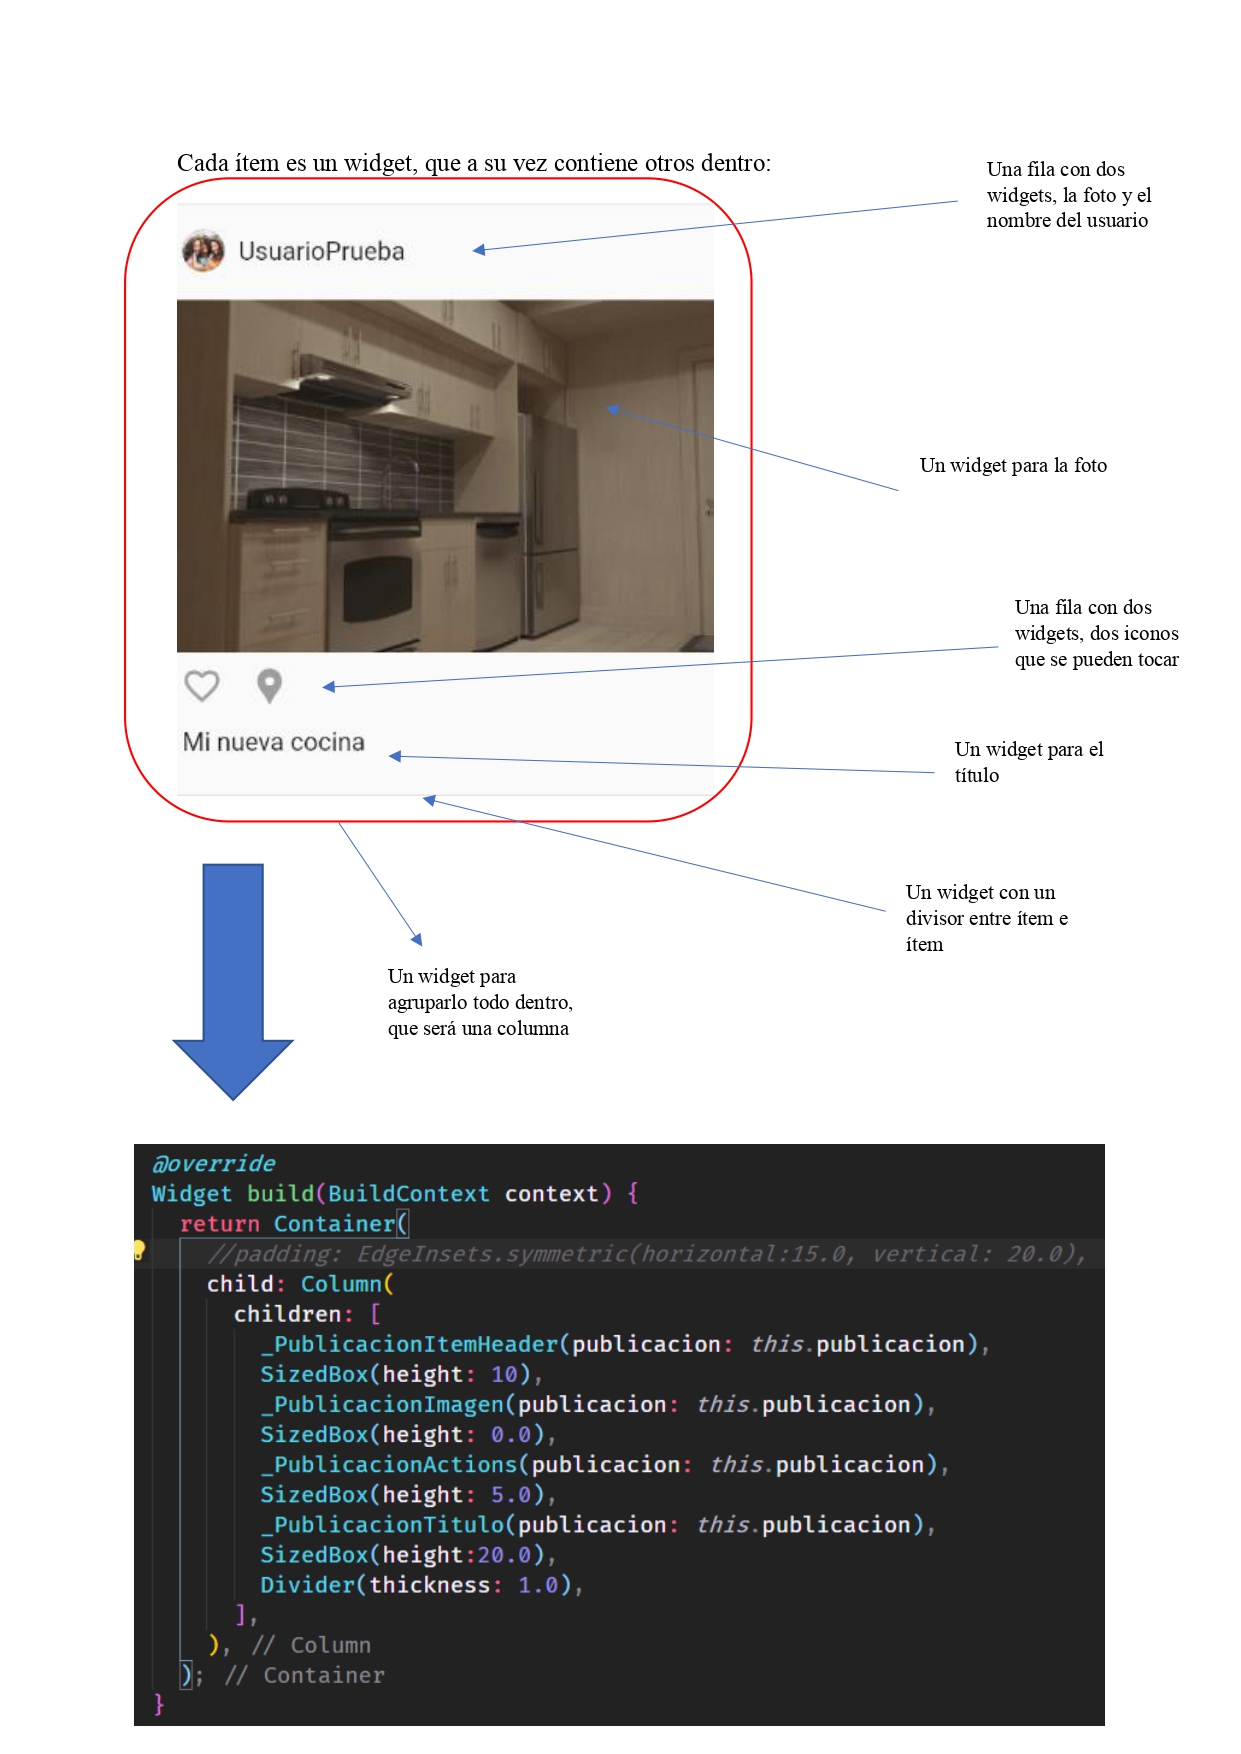 Cada ítem es un widget, que a su vez contiene otros dentro:
Una fila con dos
widgets, la foto y el
nombre del usuario
UsuarioPrueba
Un widget para la foto
Una fila con dos
widgets, dos iconos
que se pueden tocar
Mi nueva cocina
Un widget para el
título
Un widget con un
divisor entre ítem e
ítem
Un widget para
agruparlo todo dentro,
que será una columna
@override
Widget build(BuildContext context) {
return Container(
//padding: EdgeInsets.symmetric(horizontal:15.0, vertical: 20.0),
child: Column(
children: [
_PublicacionItemHeader(publicacion: this.publicacion),
SizedBox(height: 10),
_PublicacionImagen(publicacion: this.publicacion),
SizedBox(height: 0.0),
_PublicacionActions(publicacion: this.publicacion),
SizedBox(height: 5.0),
_PublicacionTitulo(publicacion: this.publicacion),
SizedBox(height:20.0),
Divider(thickness: 1.0),
],
), // Column
); // Container
}